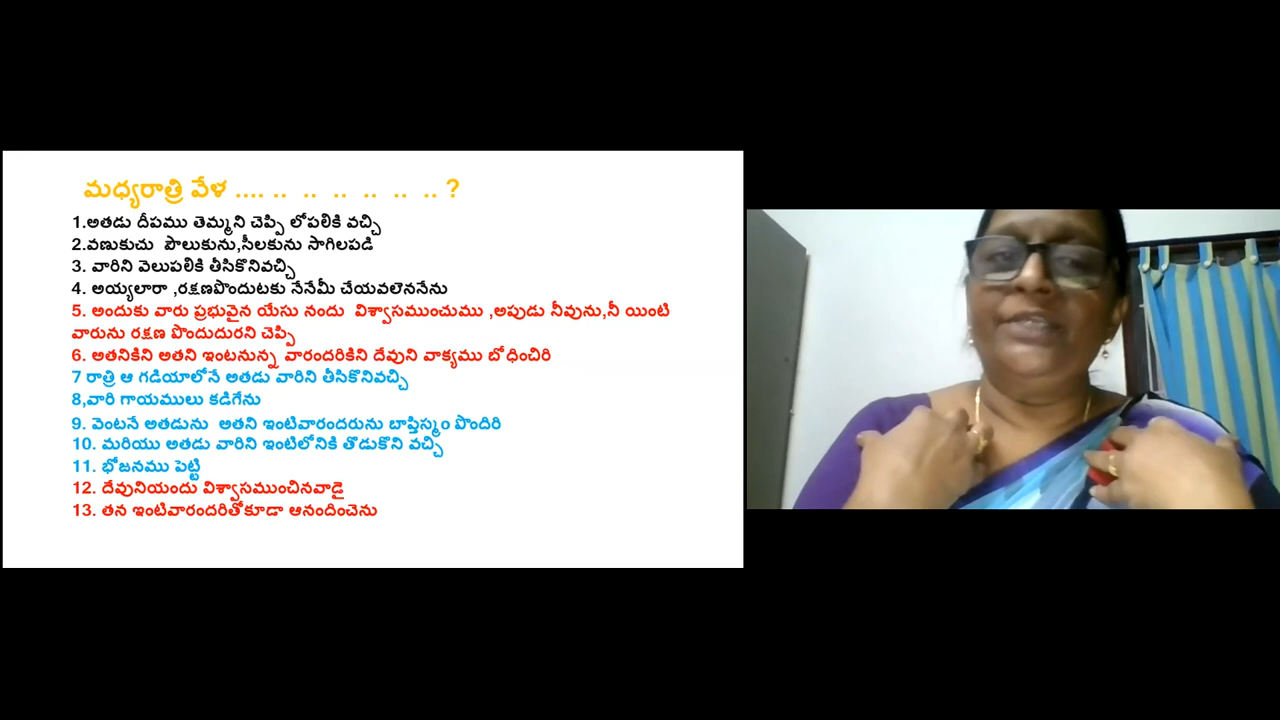 మధ్యరాత్రి వేళ .... .. .. .. .. .. .. ?
1.అతడు దీపము తెమ్మని చెప్పి లోపలికి వచ్చి
2.వణుకుచు పౌలుకును,సీలకును సాగిలపడి
3. వారిని వెలుపలికి తీసికొనివచ్చి
4. అయ్యలారా ,రక్షణపొందుటకు నేనేమీ చేయవలెననేను
5. అందుకు వారు ప్రభువైన యేసు నందు విశ్వాసముంచుము ,అపుడు నీవును,నీ యింటి
వారును రక్షణ పొందుదురని చెప్పి
6. అతనికిని అతని ఇంటనున్న వారందరికిని దేవుని వాక్యము బోధించిరి
7 రాత్రి ఆ గడియాలోనే అతడు వారిని తీసికొనివచ్చి
8,వారి గాయములు కడిగేను
9. వెంటనే అతడును అతని ఇంటివారందరును బాప్తిస్మం పొందిరి
10. మరియు అతడు వారిని ఇంటిలోనికి తోడుకొని వచ్చి
11. భోజనము పెట్టి
12. దేవునియందు విశ్వాసముంచినవాడై
13. తన ఇంటివారందరితోకూడా ఆనందించెను